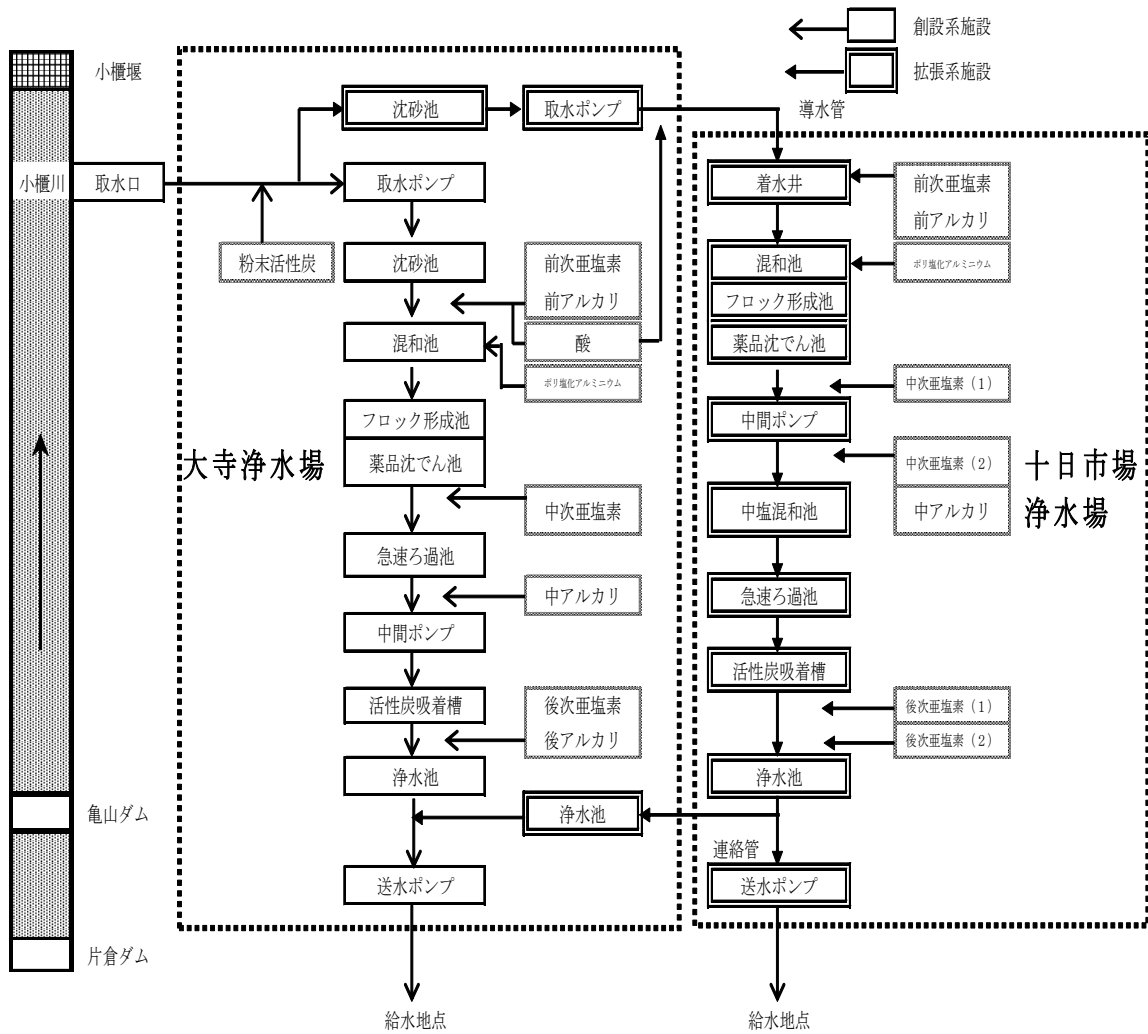 創設系施設
拡張系施設
小櫃堰
小櫃川
取水口
亀山ダム
片倉ダム
大寺浄水場
沈砂池
取水ポンプ
導水管
取水ポンプ
粉末活性炭
沈砂池
前次亜塩素
前アルカリ
酸
混和池
ポリ塩化アルミニウム
フロック形成池
薬品沈でん池
中次亜塩素
急速ろ過池
中アルカリ
中間ポンプ
活性炭吸着槽
後次亜塩素
後アルカリ
浄水池
浄水池
送水ポンプ
給水地点
十日市場
浄水場
着水井
前次亜塩素
前アルカリ
混和池
ポリ塩化アルミニウム
フロック形成池
薬品沈でん池
中次亜塩素(1)
中間ポンプ
中次亜塩素(2)
中アルカリ
中塩混和池
急速ろ過池
活性炭吸着槽
後次亜塩素(1)
後次亜塩素(2)
浄水池
連絡管
送水ポンプ
給水地点